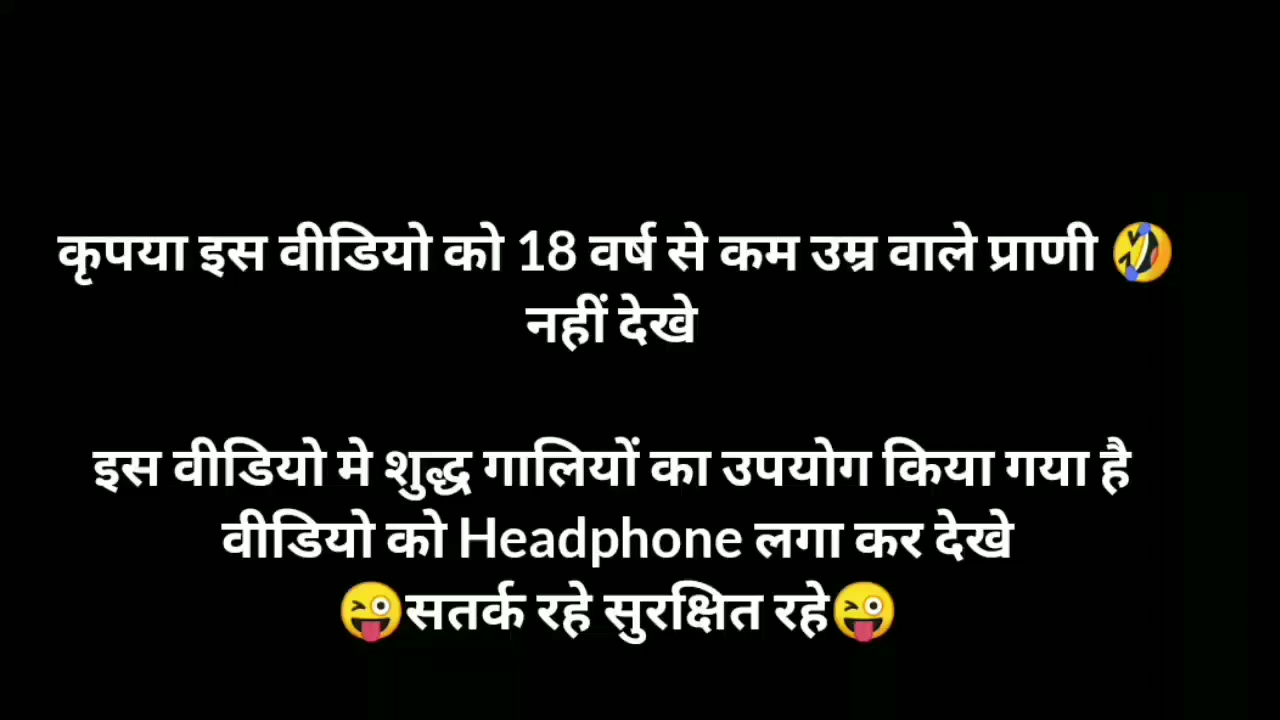 कृपया इस वीडियो को 18 वर्ष से कम उम्र वाले प्राणी 🤣
नहीं देखे
इस वीडियो मे शुद्ध गालियों का उपयोग किया गया है
वीडियो को Headphone लगा कर देखे
😜सतर्क रहे सुरक्षित रहे😜